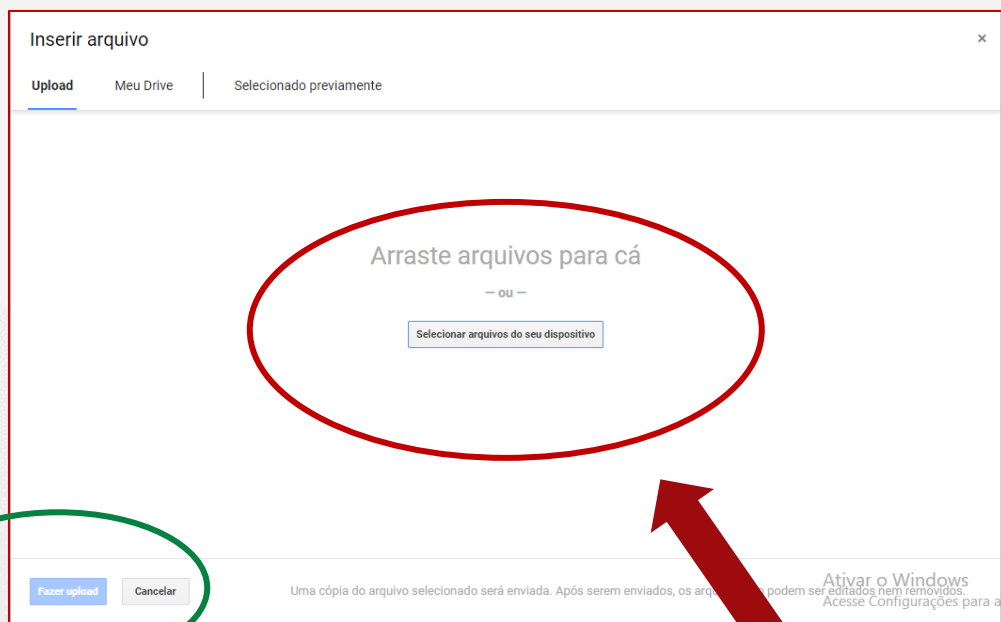 Inserir arquivo ×
Upload Meu Drive Selecionado previamente
Arraste arquivos para cá
— ou —
Selecionar arquivos do seu dispositivo
Fazer upload Cancelar Uma cópia do arquivo selecionado será enviada. Após serem enviados, os podem ser editados nem removidos.
Ativar o Windows
Acesse Configurações para a